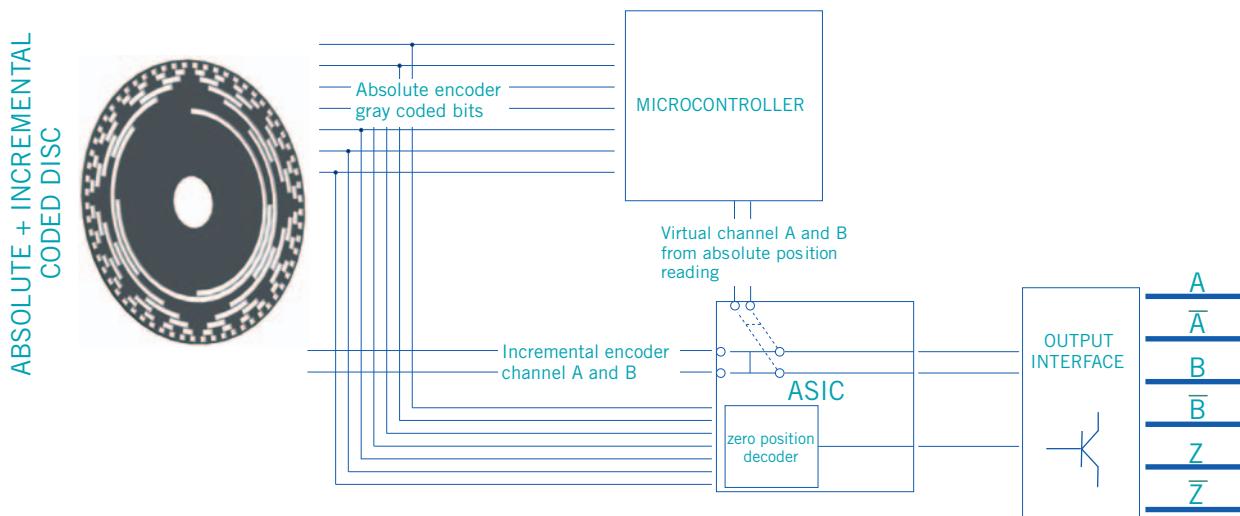 ABSOLUTE + INCREMENTAL
CODED DISC
Absolute encoder
gray coded bits
MICROCONTROLLER
Virtual channel A and B
from absolute position
reading
Incremental encoder
channel A and B
ASIC
zero position
decoder
OUTPUT
INTERFACE
A
A̅
B
B̅
Z
Z̅